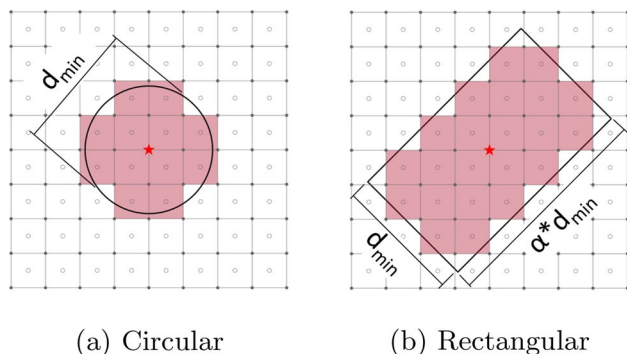 d_min
d_min
α*d_min
(a) Circular
(b) Rectangular